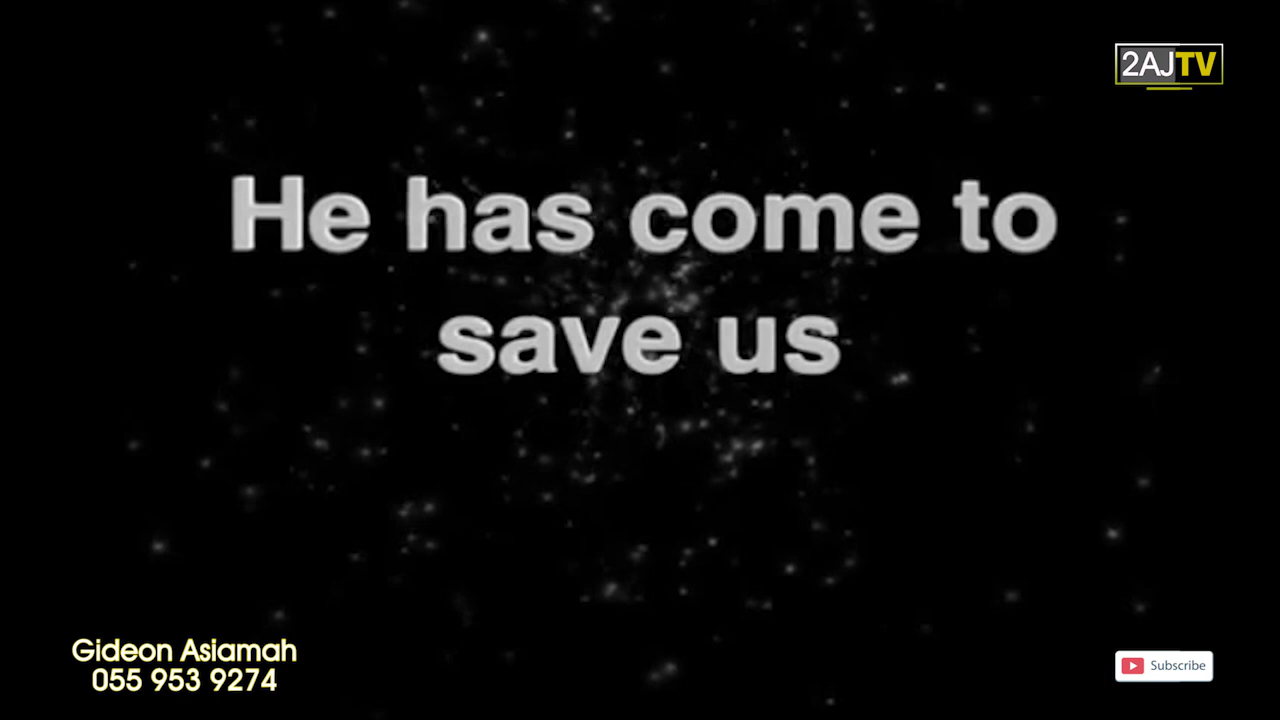 2AJTV
He has come to
save us
Gideon Asiamah
055 953 9274
Subscribe